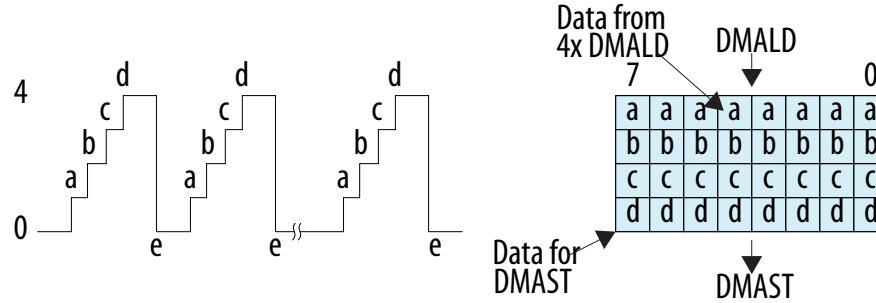 4
0
a b c d e
a b c d e
a b c d e
Data from
4x DMALD
DMALD
7 0
a a a a a a a a
b b b b b b b b
c c c c c c c c
d d d d d d d d
Data for
DMAST
DMAST